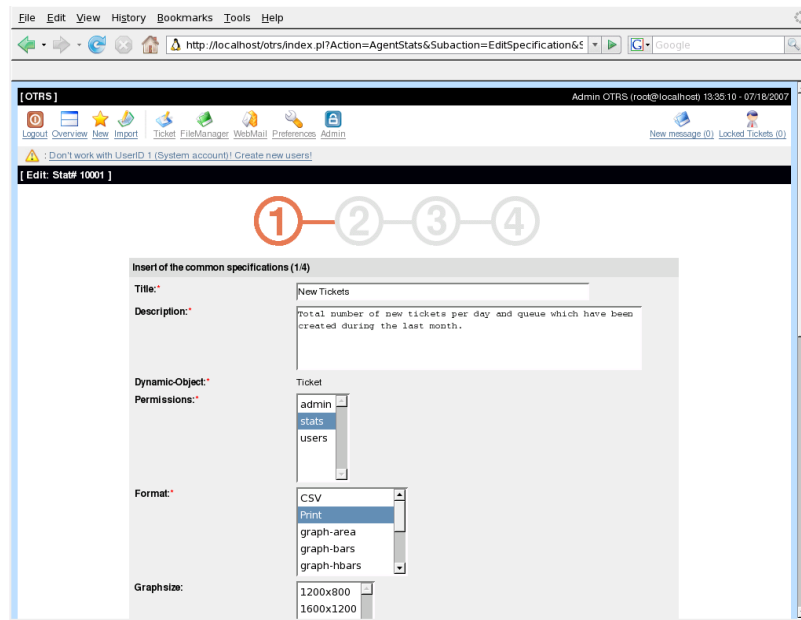 File Edit View History Bookmarks Tools Help
http://localhost/otrs/index.pl?Action=AgentStats&Subaction=EditSpecification&S
G Google
[ OTRS ] Admin OTRS (root@localhost) 13:35:10 - 07/18/2007
Logout Overview New Import Ticket FileManager WebMail Preferences Admin New message (0) Locked Tickets (0)
: Don't work with UserID 1 (System account)! Create new users!
[ Edit: Stat# 10001 ]
1 2 3 4
Insert of the common specifications (1/4)
Title:* New Tickets
Description:* Total number of new tickets per day and queue which have been
created during the last month.
Dynamic-Object:* Ticket
Permissions:* admin
stats
users
Format:* CSV
Print
graph-area
graph-bars
graph-hbars
Graphsize: 1200x800
1600x1200